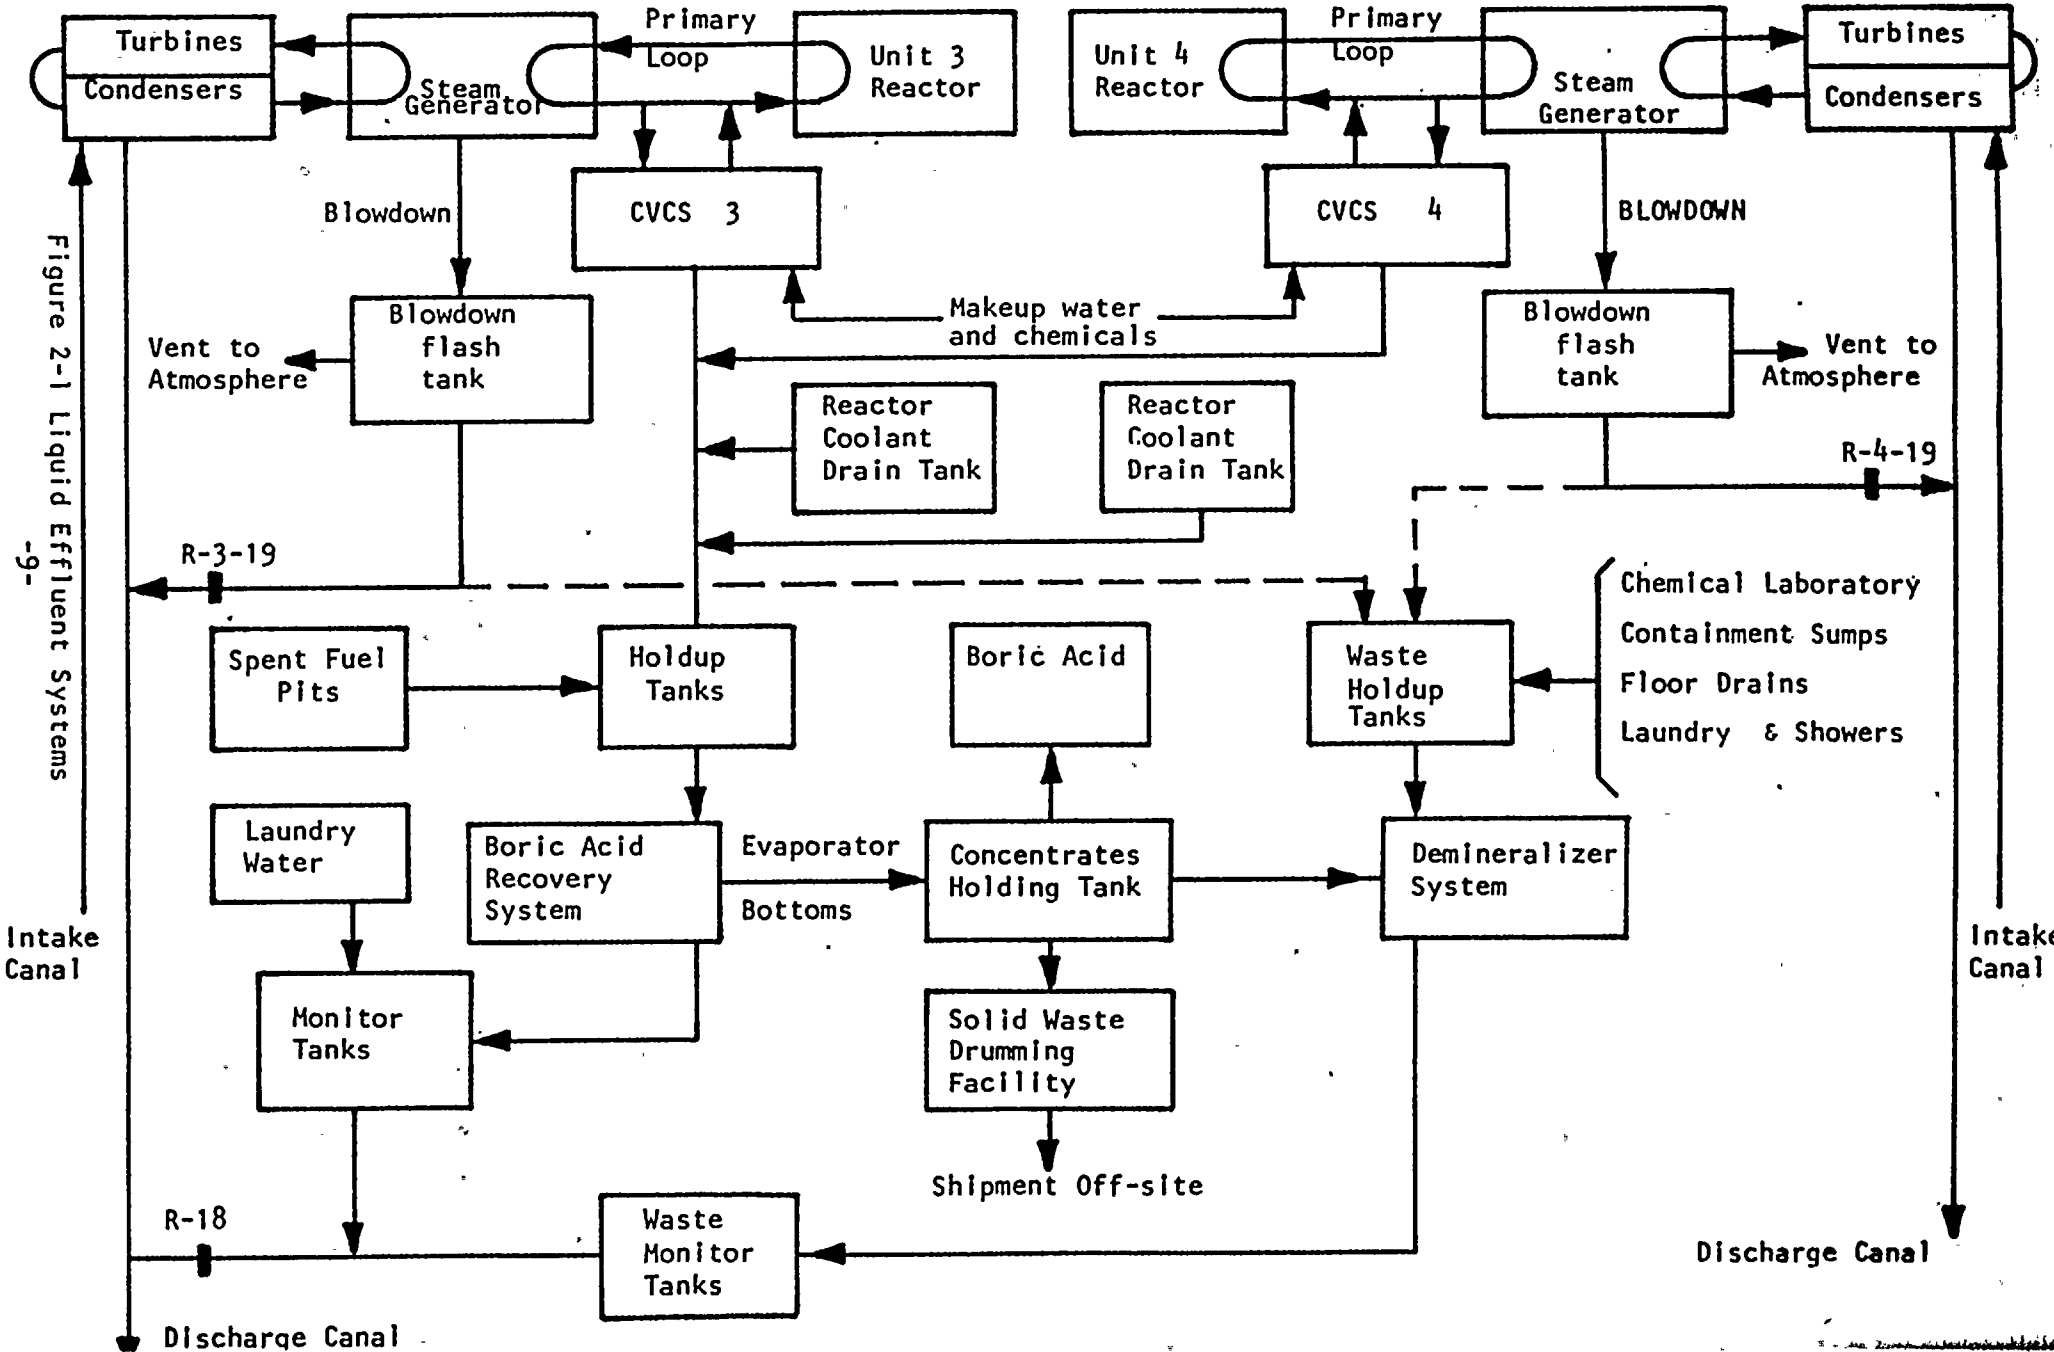 Turbines
Condensers
Steam
Generator
Primary
Loop
Unit 3
Reactor
Unit 4
Reactor
Primary
Loop
Steam
Generator
Turbines
Condensers
Blowdown
CVCS 3
CVCS 4
BLOWDOWN
Makeup water
and chemicals
Blowdown
flash
tank
Vent to
Atmosphere
Blowdown
flash
tank
Vent to
Atmosphere
Reactor
Coolant
Drain Tank
Reactor
Coolant
Drain Tank
R-4-19
R-3-19
Chemical Laboratory
Containment Sumps
Floor Drains
Laundry & Showers
Spent Fuel
Pits
Holdup
Tanks
Boric Acid
Waste
Holdup
Tanks
Laundry
Water
Boric Acid
Recovery
System
Evaporator
Bottoms
Concentrates
Holding Tank
Demineralizer
System
Intake
Canal
Intake
Canal
Monitor
Tanks
Solid Waste
Drumming
Facility
Shipment Off-site
R-18
Waste
Monitor
Tanks
Discharge Canal
Discharge Canal
Figure 2-1 Liquid Effluent Systems
-9-